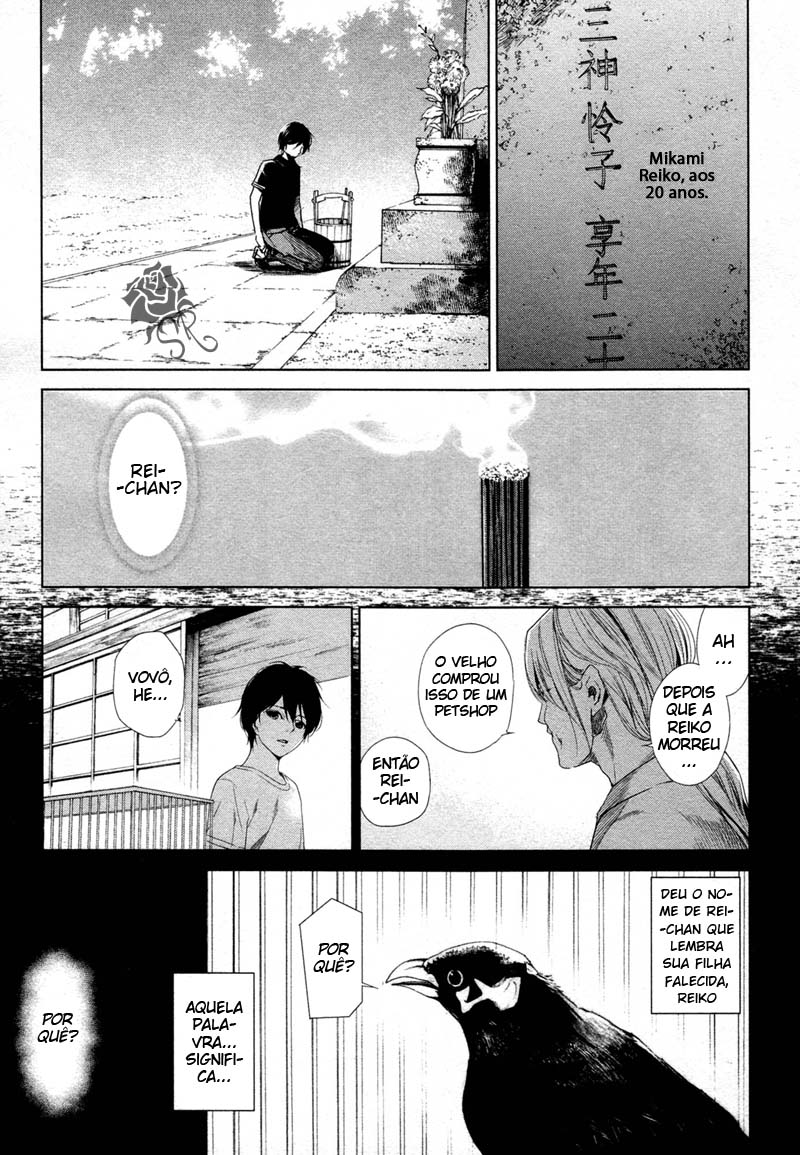 三神怜子 享年二十
Mikami
Reiko, aos
20 anos.
SR
REI-
-CHAN?
AH
...
DEPOIS
QUE A
REIKO
MORREU
...
O VELHO
COMPROU
ISSO DE UM
PETSHOP
ENTÃO
REI-
-CHAN
VOVÔ,
HE...
DEU O NO-
ME DE REI-
-CHAN QUE
LEMBRA
SUA FILHA
FALECIDA,
REIKO
POR
QUÊ?
AQUELA
PALA-
VRA...
SIGNIFI-
CA...
POR
QUÊ?